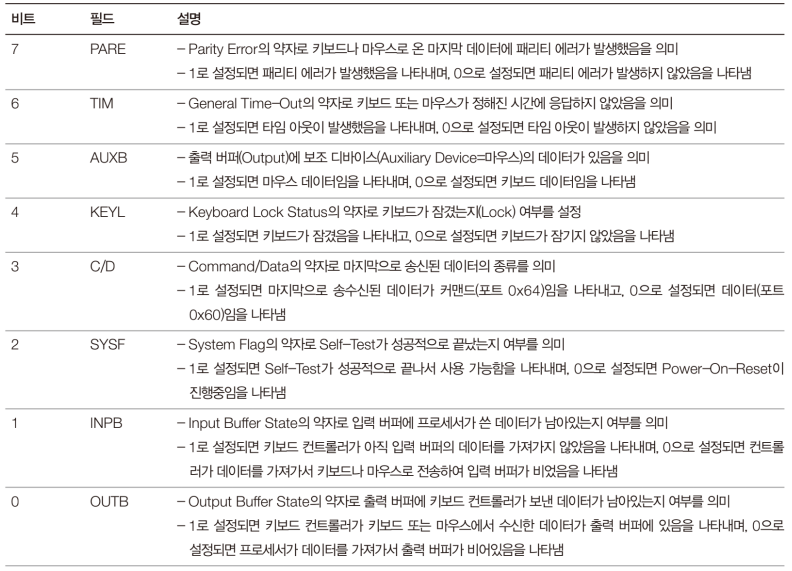 비트 필드 설명
7 PARE – Parity Error의 약자로 키보드나 마우스로 온 마지막 데이터에 패리티 에러가 발생했음을 의미
– 1로 설정되면 패리티 에러가 발생했음을 나타내며, 0으로 설정되면 패리티 에러가 발생하지 않았음을 나타냄
6 TIM – General Time-Out의 약자로 키보드 또는 마우스가 정해진 시간에 응답하지 않았음을 의미
– 1로 설정되면 타임 아웃이 발생했음을 나타내며, 0으로 설정되면 타임 아웃이 발생하지 않았음을 의미
5 AUXB – 출력 버퍼(Output)에 보조 디바이스(Auxiliary Device=마우스)의 데이터가 있음을 의미
– 1로 설정되면 마우스 데이터임을 나타내며, 0으로 설정되면 키보드 데이터임을 나타냄
4 KEYL – Keyboard Lock Status의 약자로 키보드가 잠겼는지(Lock) 여부를 설정
– 1로 설정되면 키보드가 잠겼음을 나타내고, 0으로 설정되면 키보드가 잠기지 않았음을 나타냄
3 C/D – Command/Data의 약자로 마지막으로 송신된 데이터의 종류를 의미
– 1로 설정되면 마지막으로 송수신된 데이터가 커맨드(포트 0x64)임을 나타내고, 0으로 설정되면 데이터(포트
0x60)임을 나타냄
2 SYSF – System Flag의 약자로 Self-Test가 성공적으로 끝났는지 여부를 의미
– 1로 설정되면 Self-Test가 성공적으로 끝나서 사용 가능함을 나타내며, 0으로 설정되면 Power-On-Reset이
진행중임을 나타냄
1 INPB – Input Buffer State의 약자로 입력 버퍼에 프로세서가 쓴 데이터가 남아있는지 여부를 의미
– 1로 설정되면 키보드 컨트롤러가 아직 입력 버퍼의 데이터를 가져가지 않았음을 나타내며, 0으로 설정되면 컨트롤
러가 데이터를 가져가서 키보드나 마우스로 전송하여 입력 버퍼가 비었음을 나타냄
0 OUTB – Output Buffer State의 약자로 출력 버퍼에 키보드 컨트롤러가 보낸 데이터가 남아있는지 여부를 의미
– 1로 설정되면 키보드 컨트롤러가 키보드 또는 마우스에서 수신한 데이터가 출력 버퍼에 있음을 나타내며, 0으로
설정되면 프로세서가 데이터를 가져가서 출력 버퍼가 비어있음을 나타냄